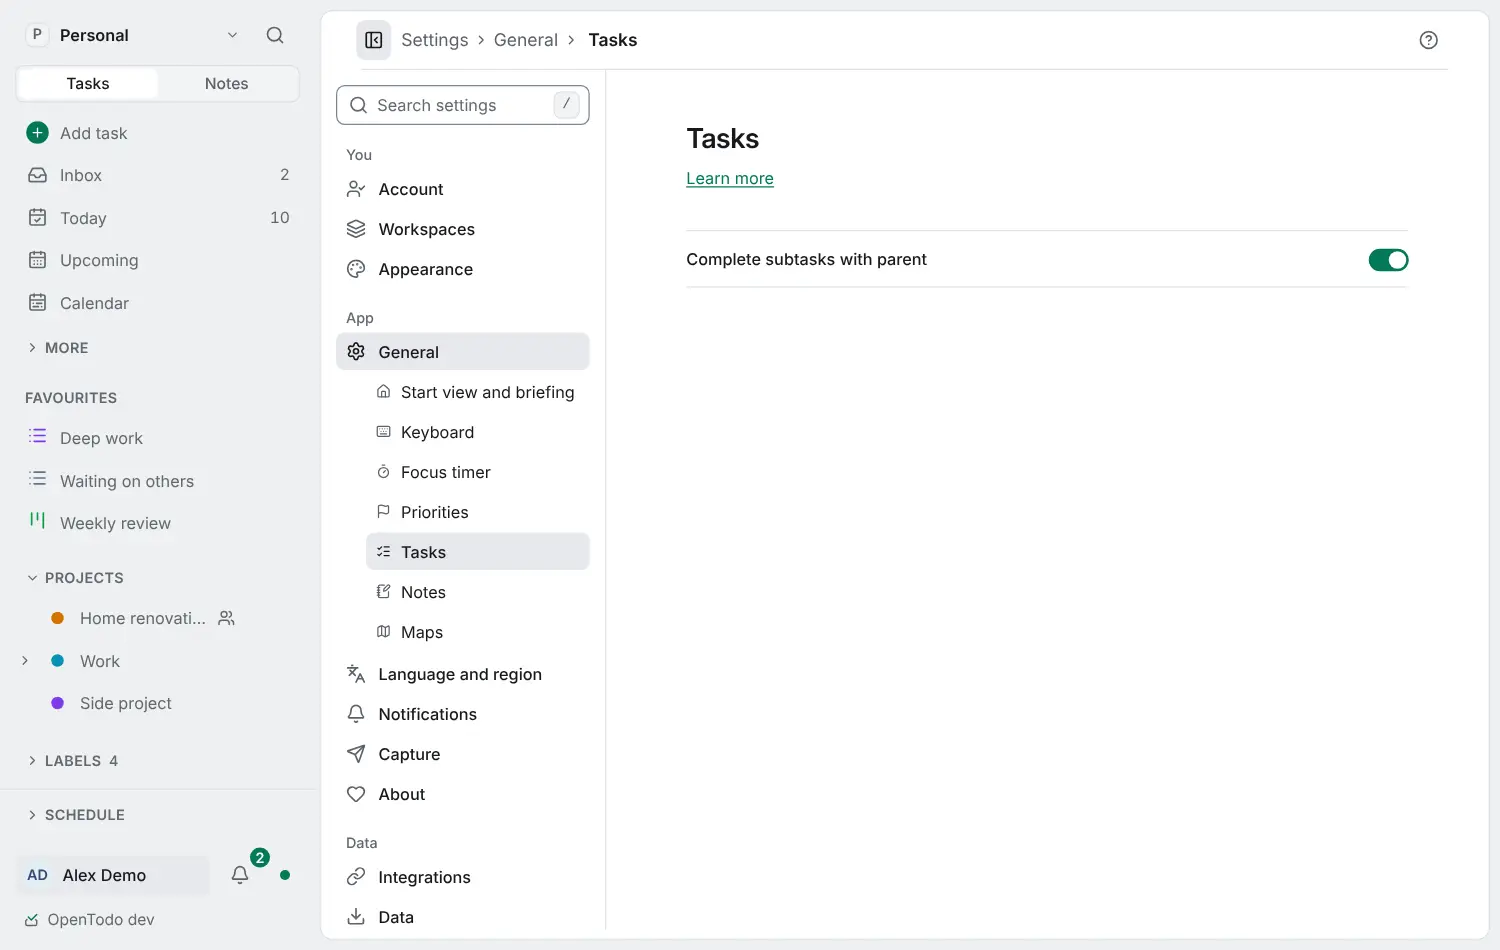 P Personal
Tasks Notes
Add task
Inbox 2
Today 10
Upcoming
Calendar
MORE
FAVOURITES
Deep work
Waiting on others
Weekly review
PROJECTS
Home renovati...
Work
Side project
LABELS 4
SCHEDULE
AD Alex Demo 2
OpenTodo dev
Settings > General > Tasks
Search settings /
You
Account
Workspaces
Appearance
App
General
Start view and briefing
Keyboard
Focus timer
Priorities
Tasks
Notes
Maps
Language and region
Notifications
Capture
About
Data
Integrations
Data
Tasks
Learn more
Complete subtasks with parent